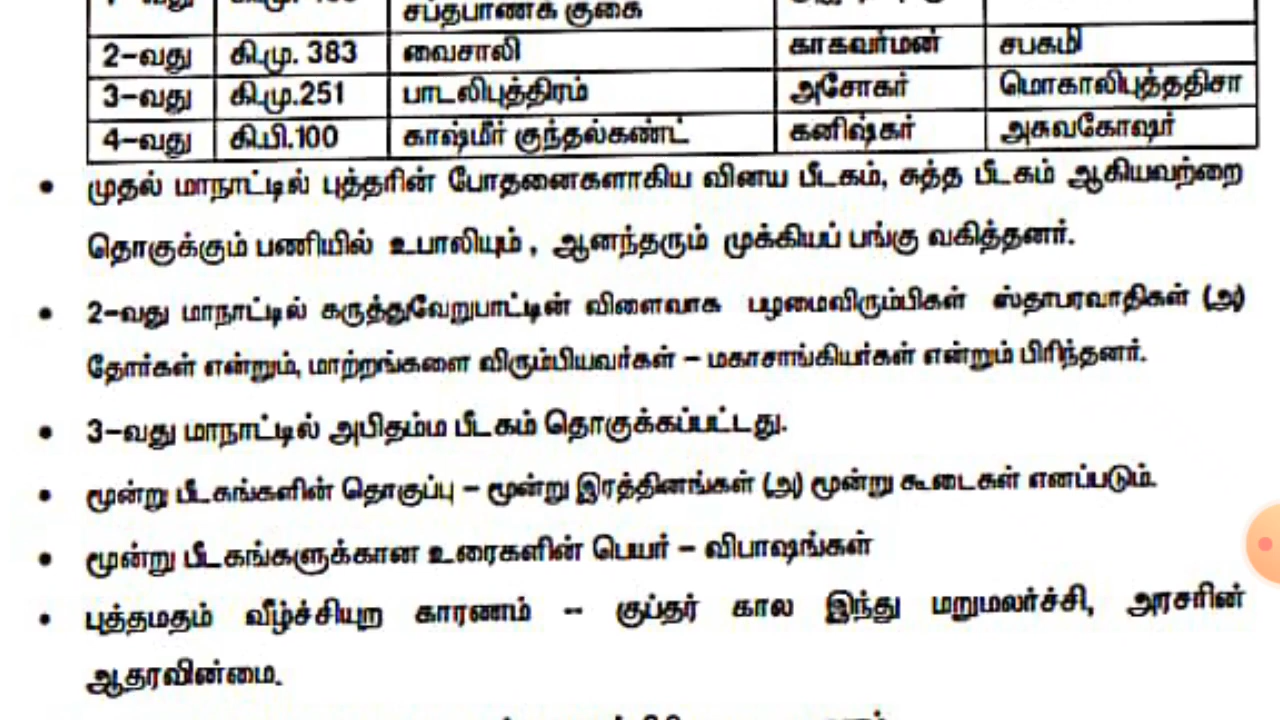 சப்தபாணக் குகை
2-வது கி.மு. 383 வைசாலி காகவர்மன் சபகமி
3-வது கி.மு.251 பாடலிபுத்திரம் அசோகர் மொகாலிபுத்ததிசா
4-வது கி.பி.100 காஷ்மீர் குந்தல்கண்ட் கனிஷ்கர் அசுவகோஷர்
• முதல் மாநாட்டில் புத்தரின் போதனைகளாகிய வினய பீடகம், சுத்த பீடகம் ஆகியவற்றை
தொகுக்கும் பணியில் உபாலியும் , ஆனந்தரும் முக்கியப் பங்கு வகித்தனர்.
• 2-வது மாநாட்டில் கருத்துவேறுபாட்டின் விளைவாக பழமைவிரும்பிகள் ஸ்தாபரவாதிகள் (அ)
தேரர்கள் என்றும், மாற்றங்களை விரும்பியவர்கள் - மகாசாங்கியர்கள் என்றும் பிரிந்தனர்.
• 3-வது மாநாட்டில் அபிதம்ம பீடகம் தொகுக்கப்பட்டது.
• மூன்று பீடகங்களின் தொகுப்பு - மூன்று இரத்தினங்கள் (அ) மூன்று கூடைகள் எனப்படும்.
• மூன்று பீடகங்களுக்கான உரைகளின் பெயர் - விபாஷங்கள்
• புத்தமதம் வீழ்ச்சியுற காரணம் - குப்தர் கால இந்து மறுமலர்ச்சி, அரசரின்
ஆதரவின்மை.